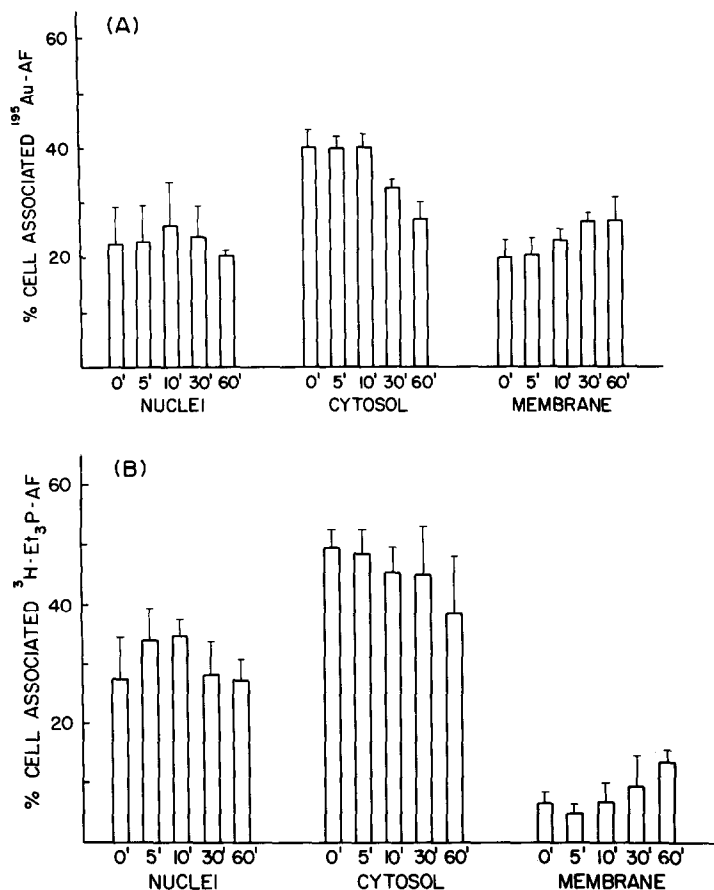 (A)
60
40
20
% CELL ASSOCIATED ¹⁹⁵Au-AF
0' 5' 10' 30' 60' 0' 5' 10' 30' 60' 0' 5' 10' 30' 60'
NUCLEI CYTOSOL MEMBRANE
(B)
60
40
20
% CELL ASSOCIATED ³H-Et₃P-AF
0' 5' 10' 30' 60' 0' 5' 10' 30' 60' 0' 5' 10' 30' 60'
NUCLEI CYTOSOL MEMBRANE